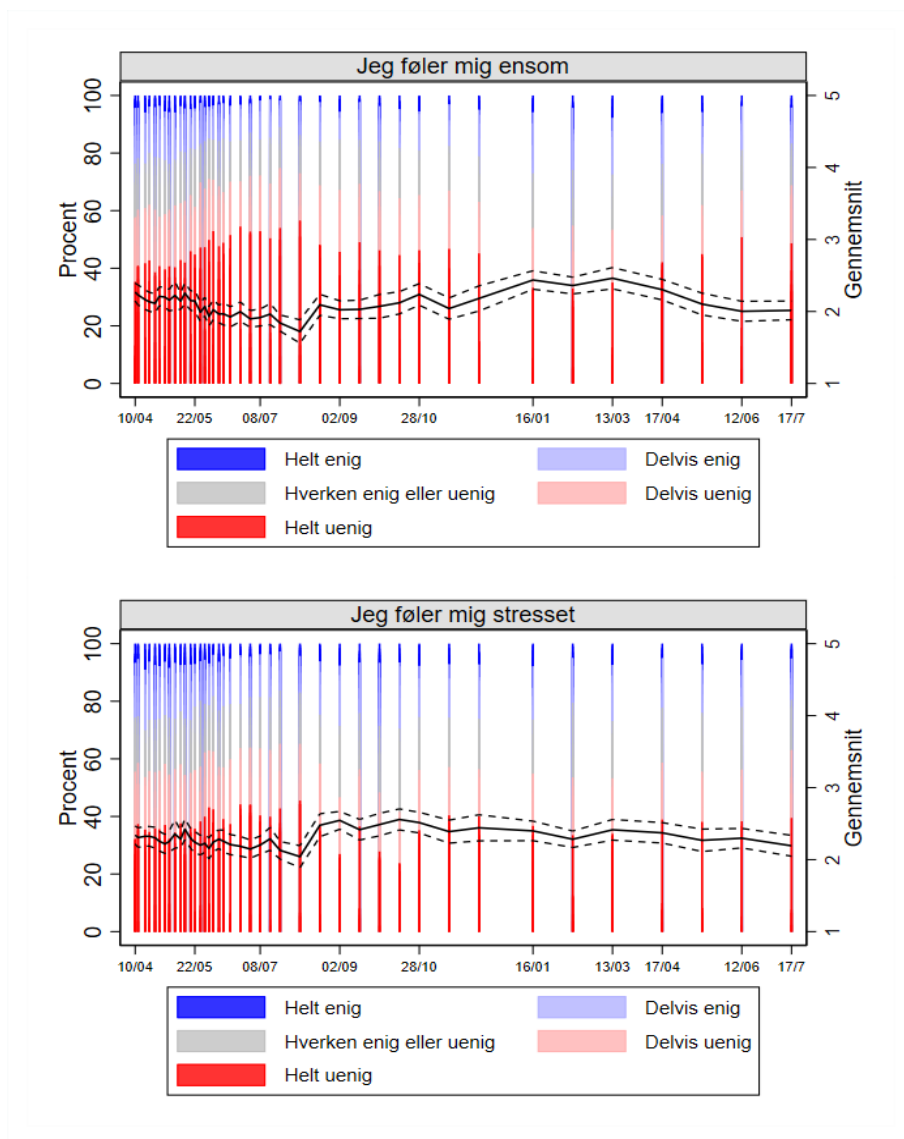 Jeg føler mig ensom
100
80
60
40
20
0
Procent
5
4
3
2
1
Gennemsnit
10/04 22/05 08/07 02/09 28/10 16/01 13/03 17/04 12/06 17/7
Helt enig Delvis enig
Hverken enig eller uenig Delvis uenig
Helt uenig
Jeg føler mig stresset
100
80
60
40
20
0
Procent
5
4
3
2
1
Gennemsnit
10/04 22/05 08/07 02/09 28/10 16/01 13/03 17/04 12/06 17/7
Helt enig Delvis enig
Hverken enig eller uenig Delvis uenig
Helt uenig